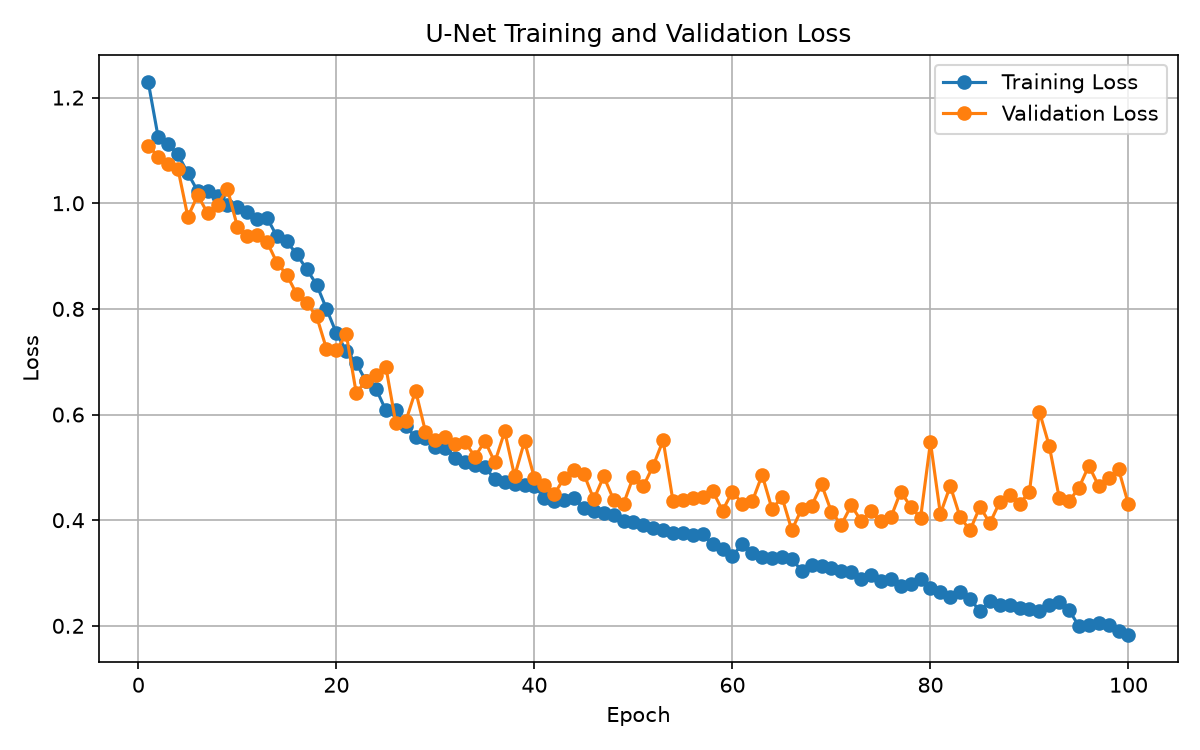 U-Net Training and Validation Loss
Training Loss
Validation Loss
1.2
1.0
0.8
0.6
0.4
0.2
Loss
0 20 40 60 80 100
Epoch